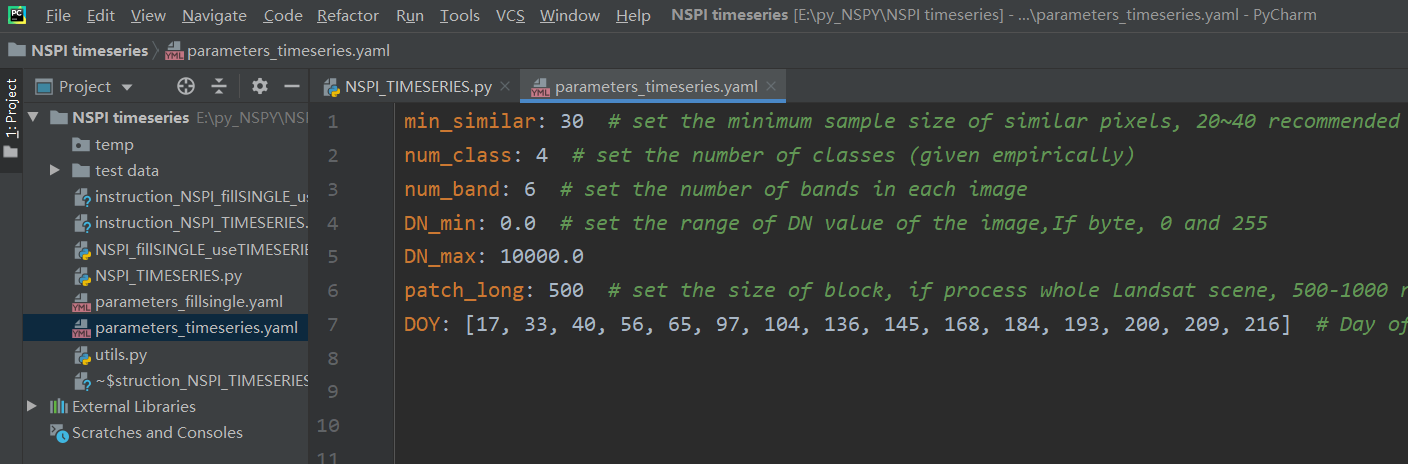 PC File Edit View Navigate Code Refactor Run Tools VCS Window Help NSPI timeseries [E:\py_NSPY\NSPI timeseries] - ...\parameters_timeseries.yaml - PyCharm
NSPI timeseries parameters_timeseries.yaml
1: Project
Project
NSPI timeseries E:\py_NSPY\NSI
temp
test data
instruction_NSPI_fillSINGLE_u
instruction_NSPI_TIMESERIES.
NSPI_fillSINGLE_useTIMESERIE
NSPI_TIMESERIES.py
parameters_fillsingle.yaml
parameters_timeseries.yaml
utils.py
~$struction_NSPI_TIMESERIES
External Libraries
Scratches and Consoles
NSPI_TIMESERIES.py parameters_timeseries.yaml
1 min_similar: 30 # set the minimum sample size of similar pixels, 20~40 recommended
2 num_class: 4 # set the number of classes (given empirically)
3 num_band: 6 # set the number of bands in each image
4 DN_min: 0.0 # set the range of DN value of the image,If byte, 0 and 255
5 DN_max: 10000.0
6 patch_long: 500 # set the size of block, if process whole Landsat scene, 500-1000
7 DOY: [17, 33, 40, 56, 65, 97, 104, 136, 145, 168, 184, 193, 200, 209, 216] # Day of
8
9
10
11